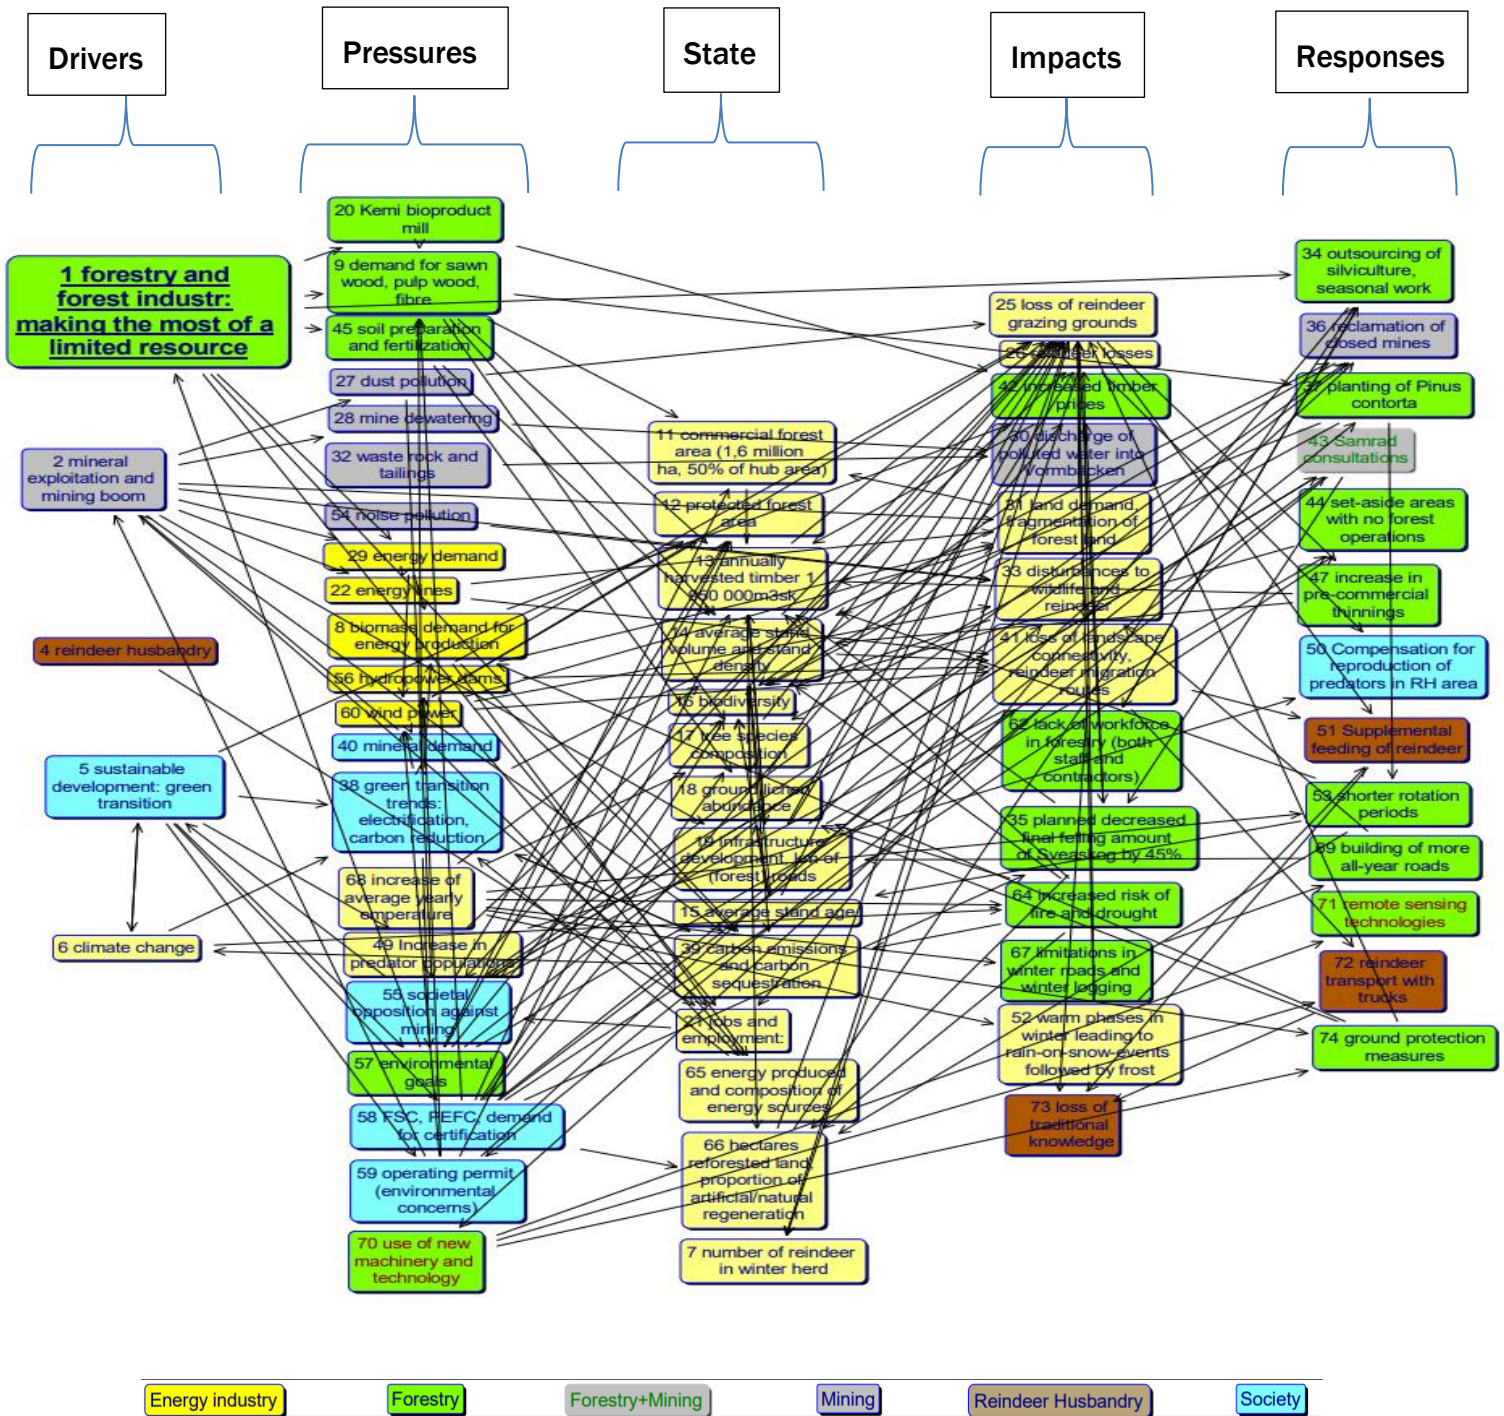 Drivers
Pressures
State
Impacts
Responses
1 forestry and
forest industr:
making the most of a
limited resource
2 mineral
exploitation and
mining boom
4 reindeer husbandry
5 sustainable
development: green
transition
6 climate change
20 Kemi bioproduct
mill
9 demand for sawn
wood, pulp wood,
fibre
45 soil preparation
and fertilization
27 dust pollution
28 mine dewatering
32 waste rock and
tailings
54 noise pollution
29 energy demand
22 energy lines
8 biomass demand for
energy production
56 hydropower dams
60 wind power
40 mineral demand
38 green transition
trends:
electrification,
carbon reduction
68 increase of
average yearly
emperature
49 Increase in
predator populations
55 societal
opposition against
mining
57 environmental
goals
58 FSC, PEFC, demand
for certification
59 operating permit
(environmental
concerns)
70 use of new
machinery and
technology
11 commercial forest
area (1,6 million
ha, 50% of hub area)
12 protected forest
area
13 annually
harvested timber 1
050 000m3sk
14 average stand
volume and stand
density
16 biodiversity
17 tree species
composition
18 ground lichen
abundance
19 infrastructure
development, km of
(forest) roads
15 average stand age
39 carbon emissions
and carbon
sequestration
21 jobs and
employment:
65 energy produced
and composition of
energy sources
66 hectares
reforested land,
proportion of
artificial/natural
regeneration
7 number of reindeer
in winter herd
25 loss of reindeer
grazing grounds
26 reindeer losses
42 increased timber
prices
30 discharge of
polluted water into
Vormbäcken
31 land demand,
fragmentation of
forest land
33 disturbances to
wildlife and
reindeer
41 loss of landscape
connectivity,
reindeer migration
routes
62 lack of workforce
in forestry (both
staff and
contractors)
35 planned decreased
final felling amount
of Sveaskog by 45%
64 increased risk of
fire and drought
67 limitations in
winter roads and
winter logging
52 warm phases in
winter leading to
rain-on-snow-events
followed by frost
73 loss of
traditional
knowledge
34 outsourcing of
silviculture,
seasonal work
36 reclamation of
closed mines
37 planting of Pinus
contorta
43 Samrad
consultations
44 set-aside areas
with no forest
operations
47 increase in
pre-commercial
thinnings
50 Compensation for
reproduction of
predators in RH area
51 Supplemental
feeding of reindeer
53 shorter rotation
periods
69 building of more
all-year roads
71 remote sensing
technologies
72 reindeer
transport with
trucks
74 ground protection
measures
Energy industry
Forestry
Forestry+Mining
Mining
Reindeer Husbandry
Society